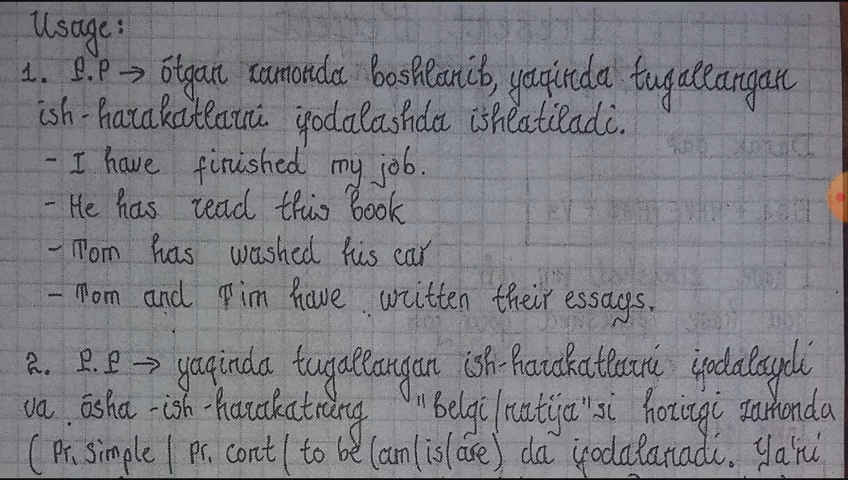 Usage:
1. P.P → ōtgan zamonda boshlanib, yaqinda tugallangan
ish-harakatlarni ifodalashda ishlatiladi.
- I have finished my job.
- He has read this book
- Tom has washed his car
- Tom and Tim have written their essays.
2. P.P → yaqinda tugallangan ish-harakatlarni ifodalaydi
va ōsha -ish -harakatning "belgi/natija"si hozirgi zamonda
(Pr. simple / pr. cont / to be (am/is/are) da ifodalanadi. Ya'ni